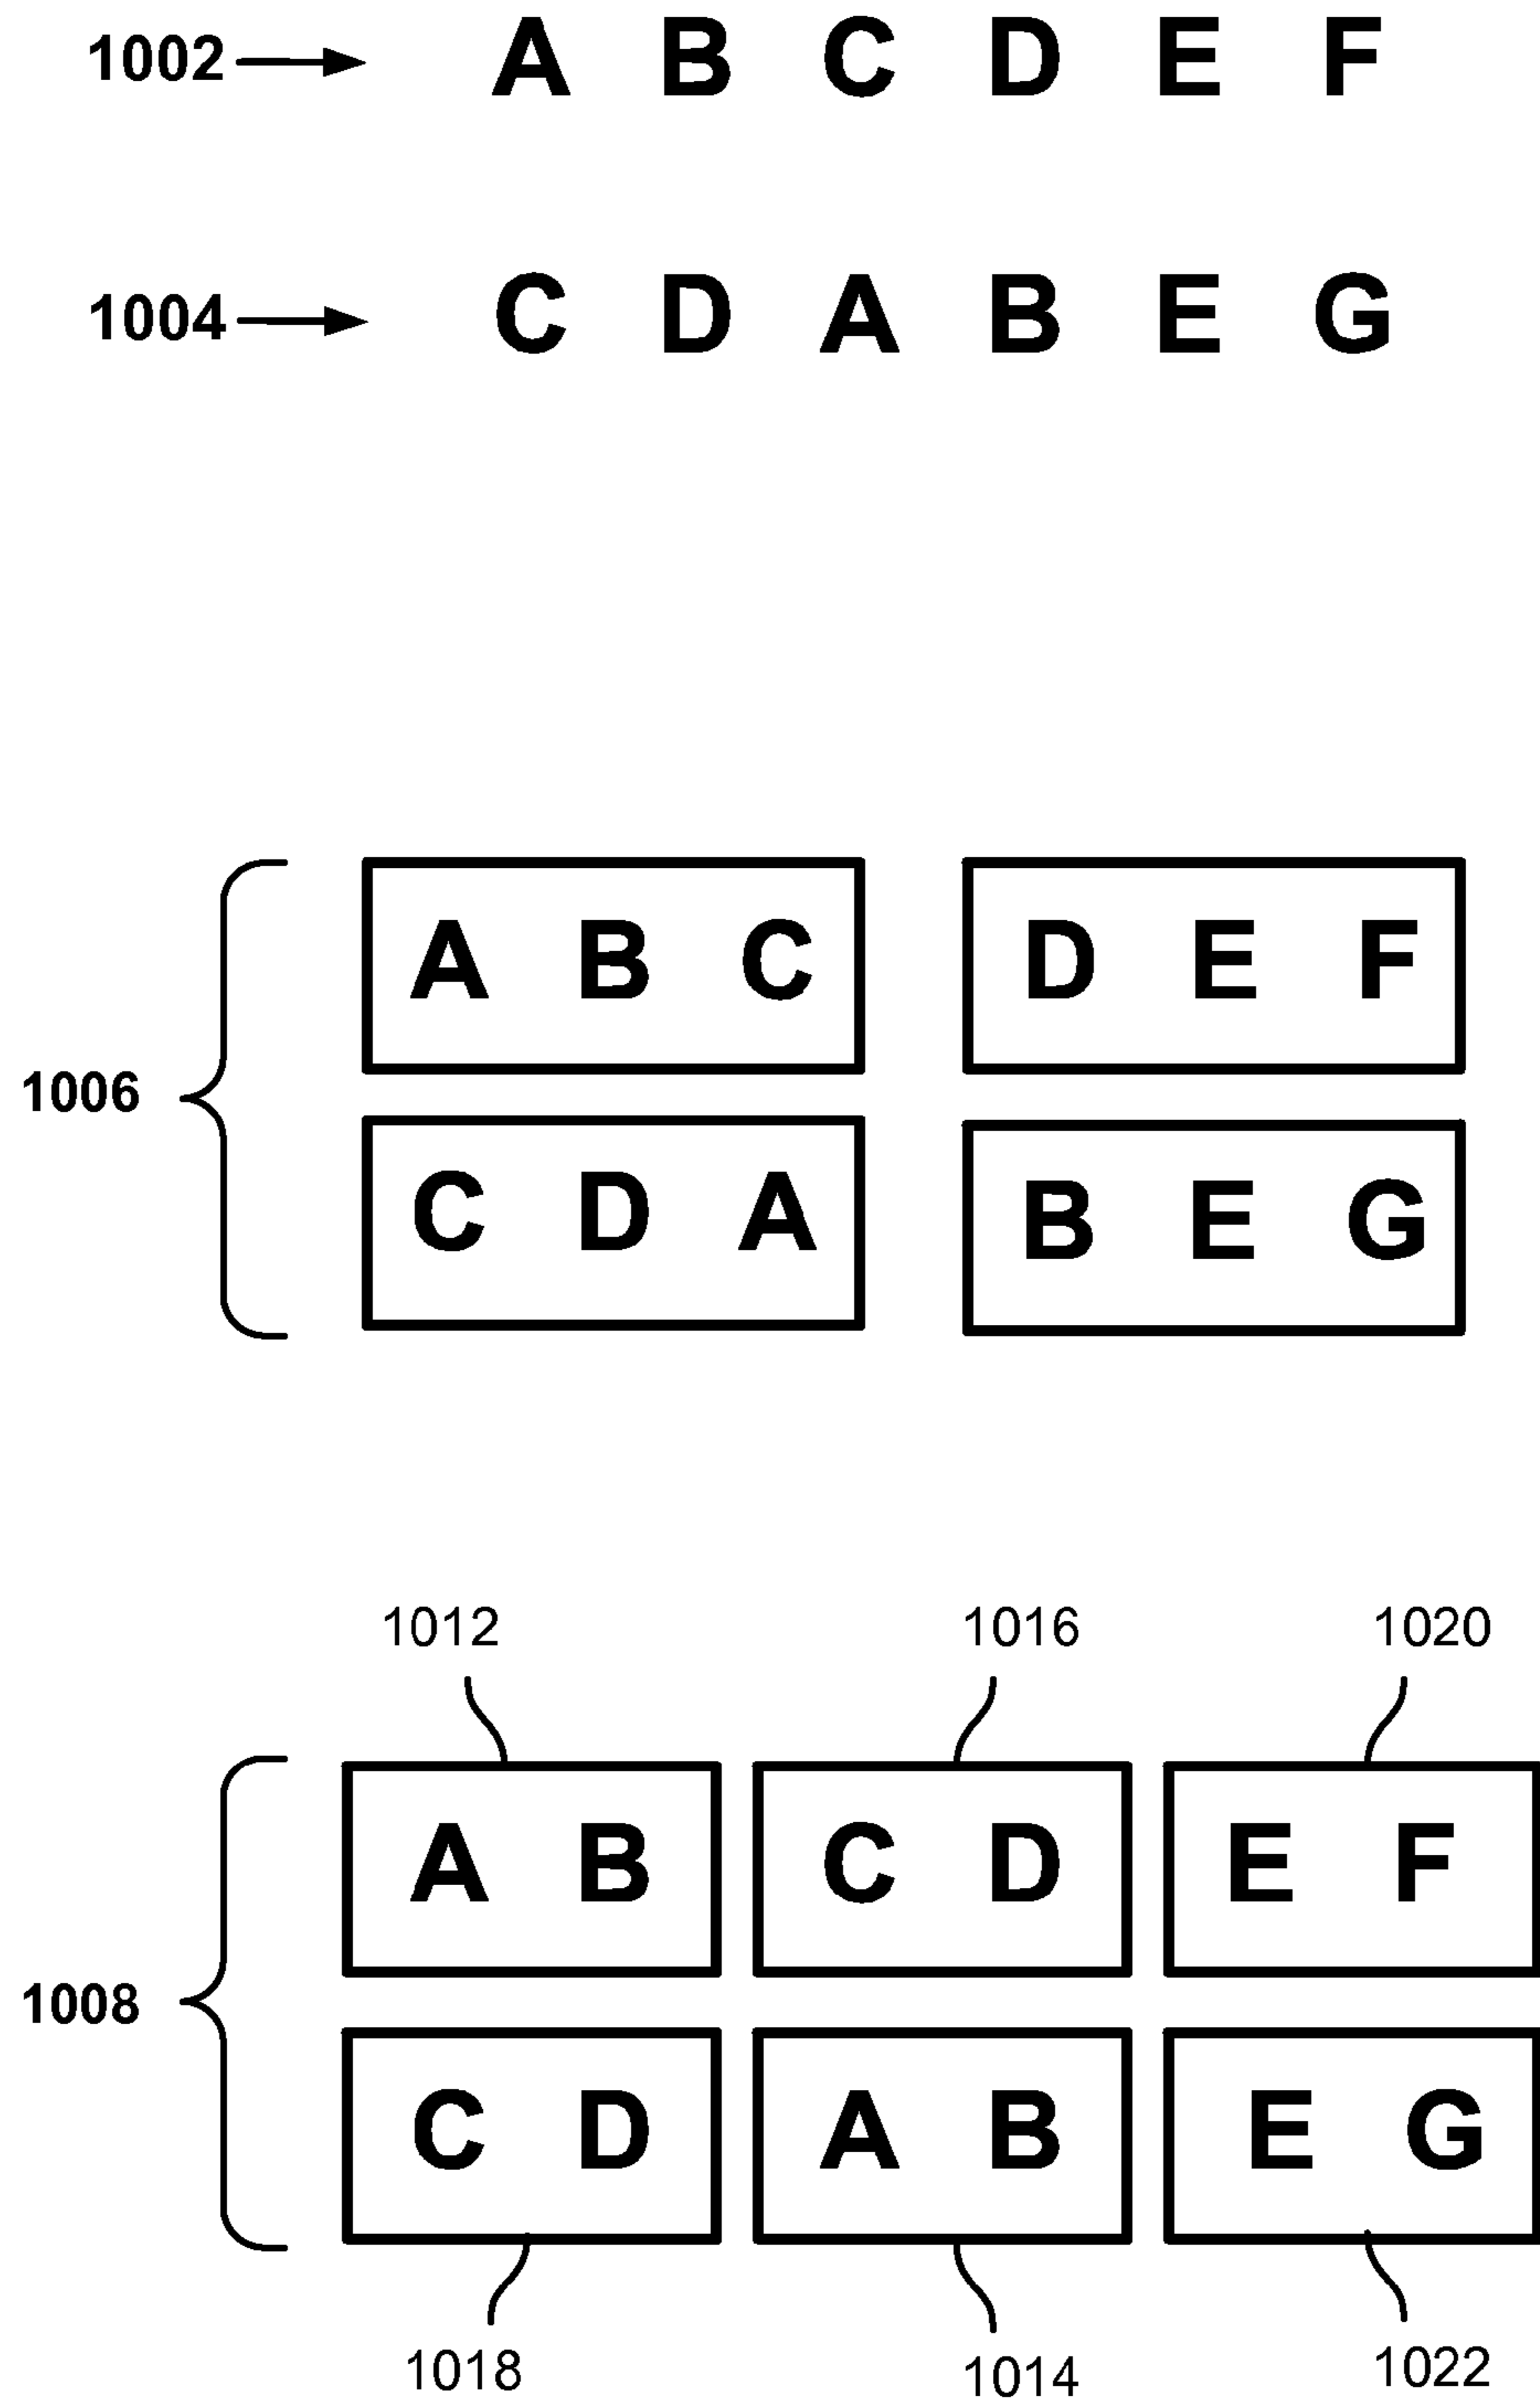 1002 A B C D E F
1004 C D A B E G
A B C D E F
1006
C D A B E G
1012 1016 1020
A B C D E F
1008
C D A B E G
1018 1014 1022